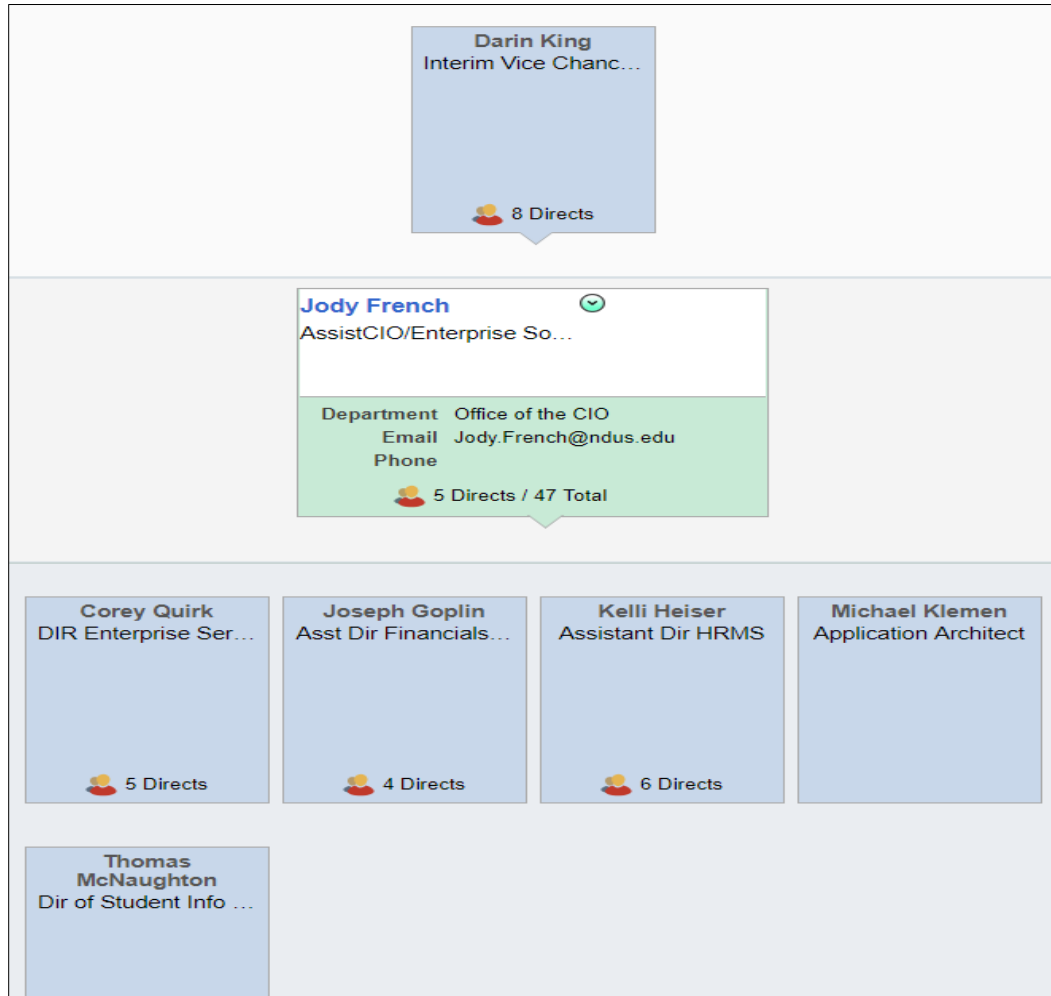 Darin King
Interim Vice Chanc...
8 Directs
Jody French
AssistCIO/Enterprise So...
Department Office of the CIO
Email Jody.French@ndus.edu
Phone
5 Directs / 47 Total
Corey Quirk
DIR Enterprise Ser...
5 Directs
Joseph Goplin
Asst Dir Financials...
4 Directs
Kelli Heiser
Assistant Dir HRMS
6 Directs
Michael Klemen
Application Architect
Thomas
McNaughton
Dir of Student Info ...